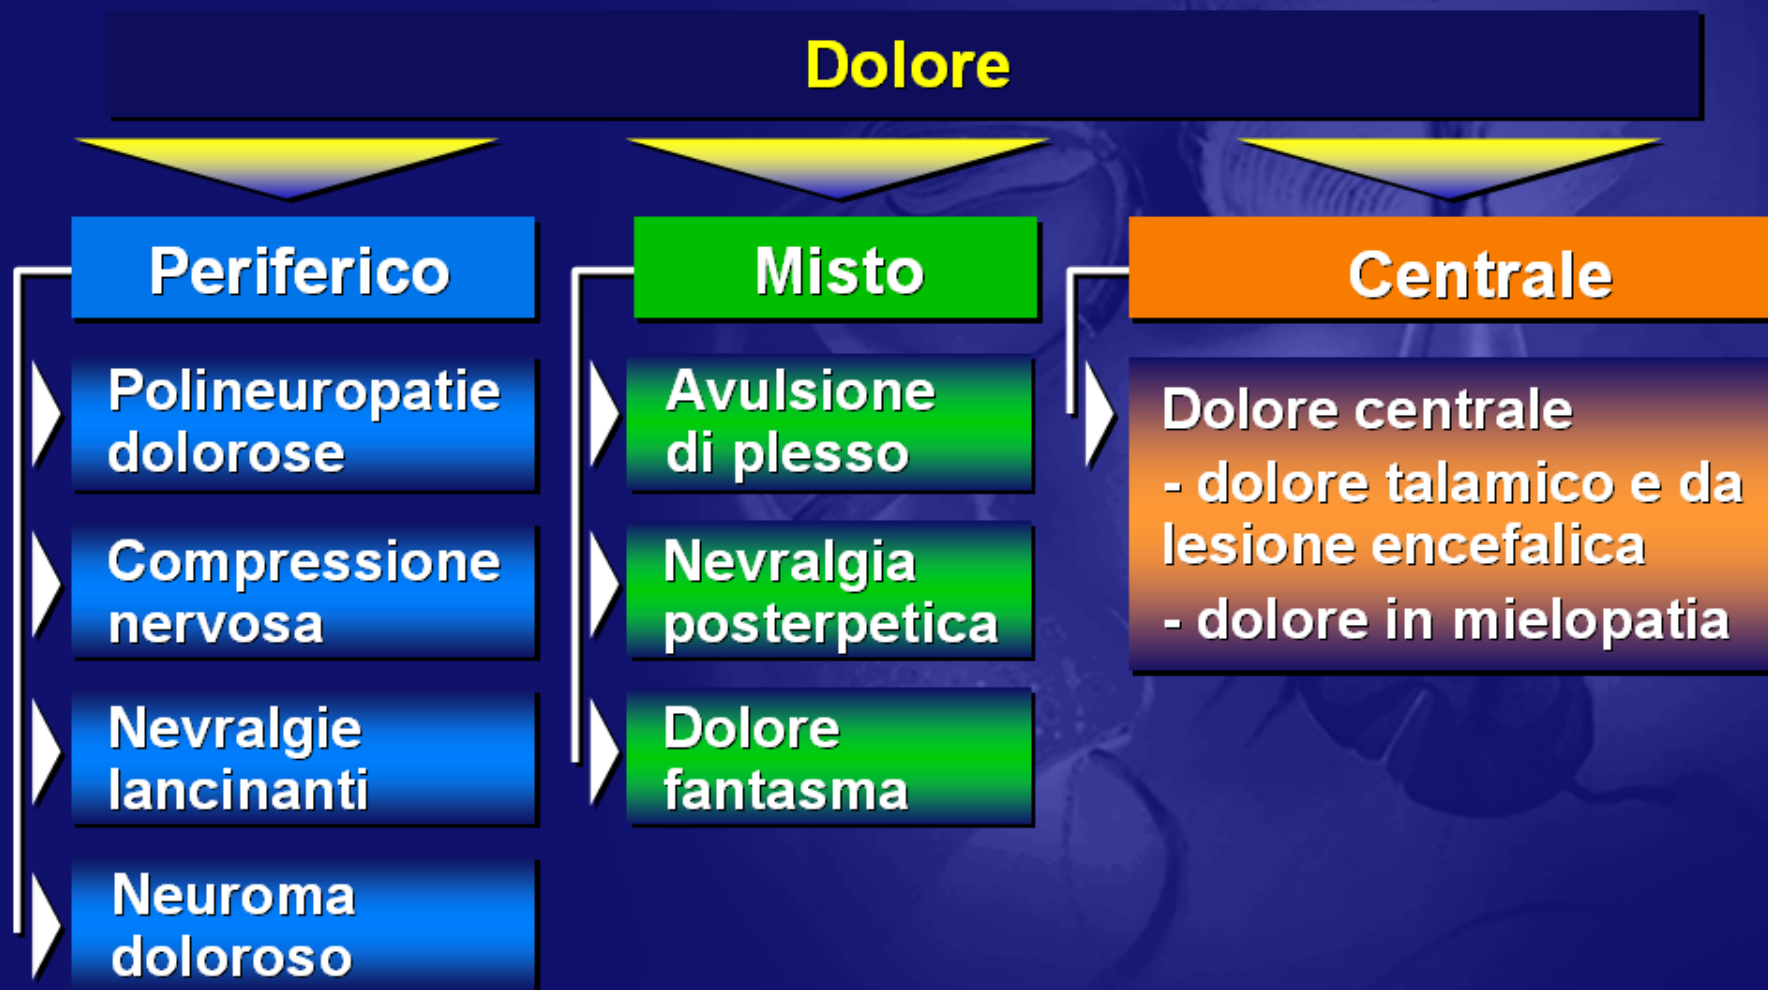 Dolore
Periferico
Polineuropatie
dolorose
Compressione
nervosa
Nevralgie
lancinanti
Neuroma
doloroso
Misto
Avulsione
di plesso
Nevralgia
posterpetica
Dolore
fantasma
Centrale
Dolore centrale
- dolore talamico e da
lesione encefalica
- dolore in mielopatia